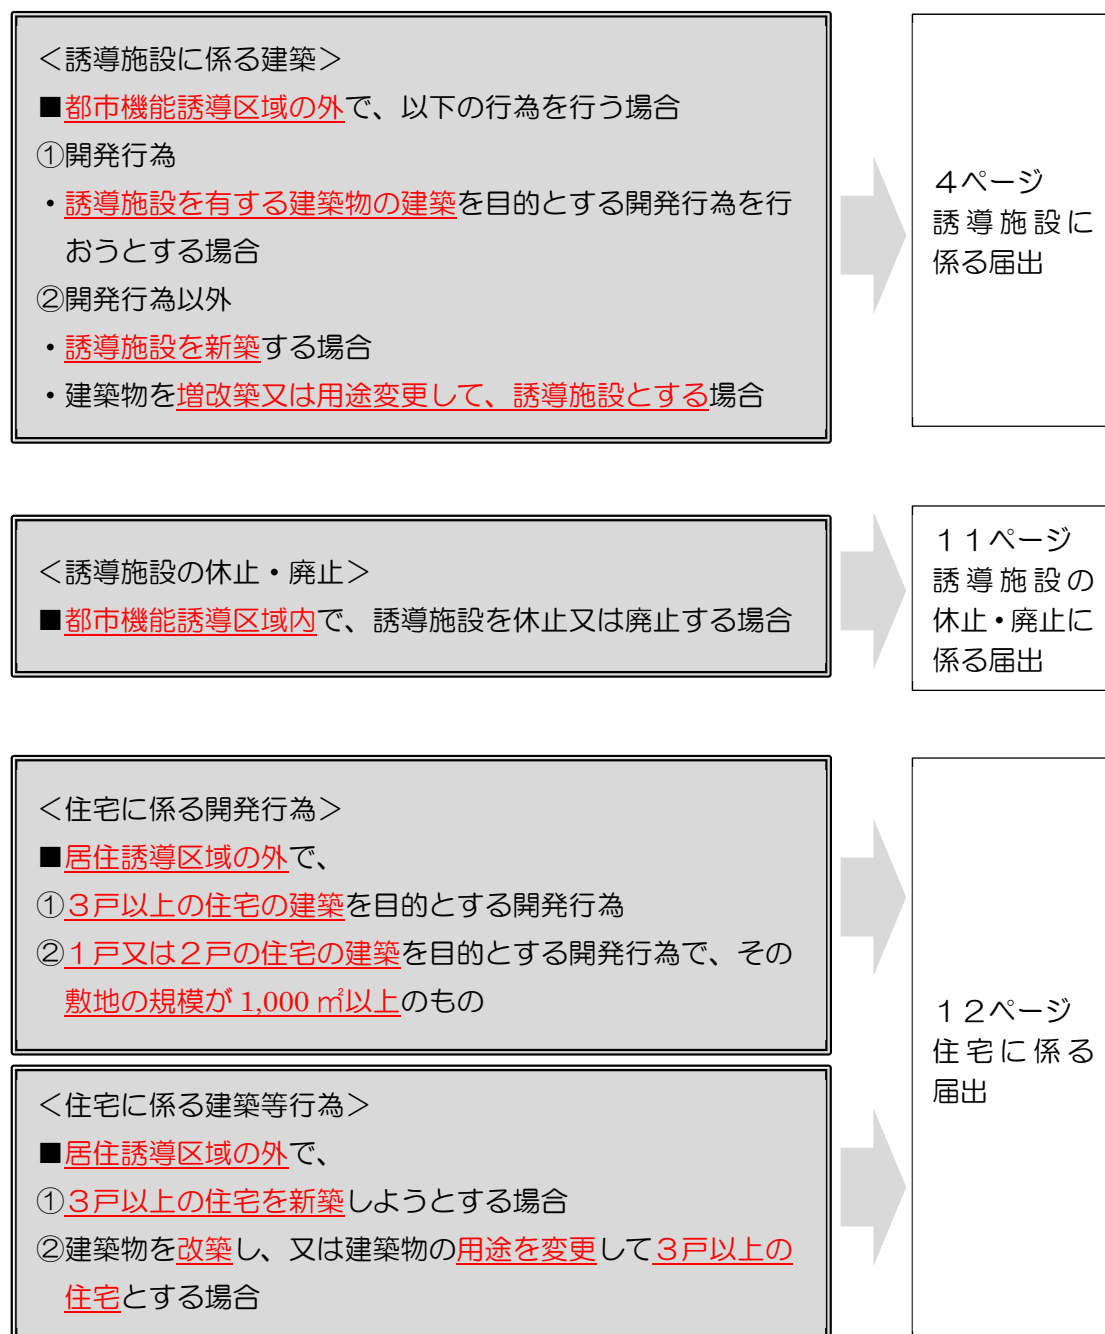 ＜誘導施設に係る建築＞
■都市機能誘導区域の外で、以下の行為を行う場合
①開発行為
・誘導施設を有する建築物の建築を目的とする開発行為を行
おうとする場合
②開発行為以外
・誘導施設を新築する場合
・建築物を増改築又は用途変更して、誘導施設とする場合
４ページ
誘導施設に
係る届出
＜誘導施設の休止・廃止＞
■都市機能誘導区域内で、誘導施設を休止又は廃止する場合
１１ページ
誘導施設の
休止・廃止に
係る届出
＜住宅に係る開発行為＞
■居住誘導区域の外で、
①３戸以上の住宅の建築を目的とする開発行為
②１戸又は２戸の住宅の建築を目的とする開発行為で、その
敷地の規模が 1,000 ㎡以上のもの
＜住宅に係る建築等行為＞
■居住誘導区域の外で、
①３戸以上の住宅を新築しようとする場合
②建築物を改築し、又は建築物の用途を変更して３戸以上の
住宅とする場合
１２ページ
住宅に係る
届出